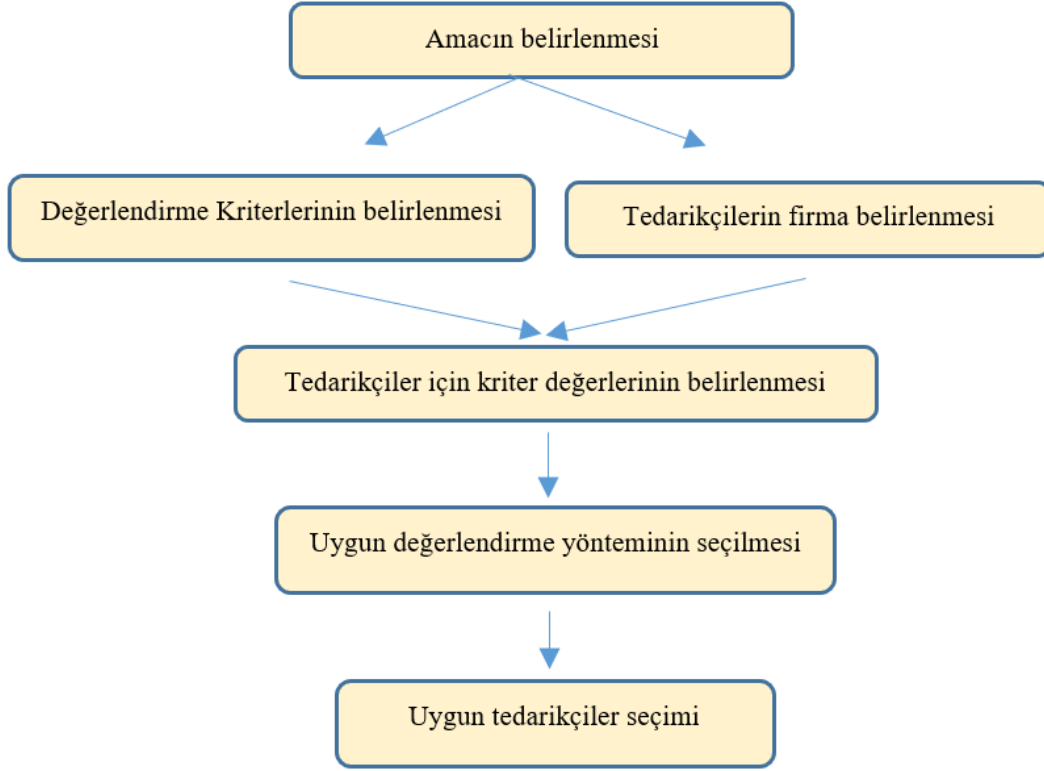 Amacın belirlenmesi
Değerlendirme Kriterlerinin belirlenmesi
Tedarikçilerin firma belirlenmesi
Tedarikçiler için kriter değerlerinin belirlenmesi
Uygun değerlendirme yönteminin seçilmesi
Uygun tedarikçiler seçimi